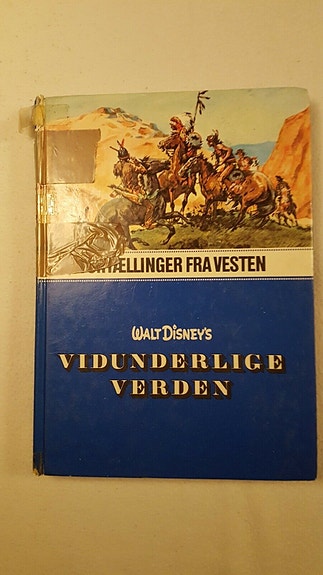 FRA VESTEN
WALT DISNEY'S
VIDUNDERLIGE
VERDEN